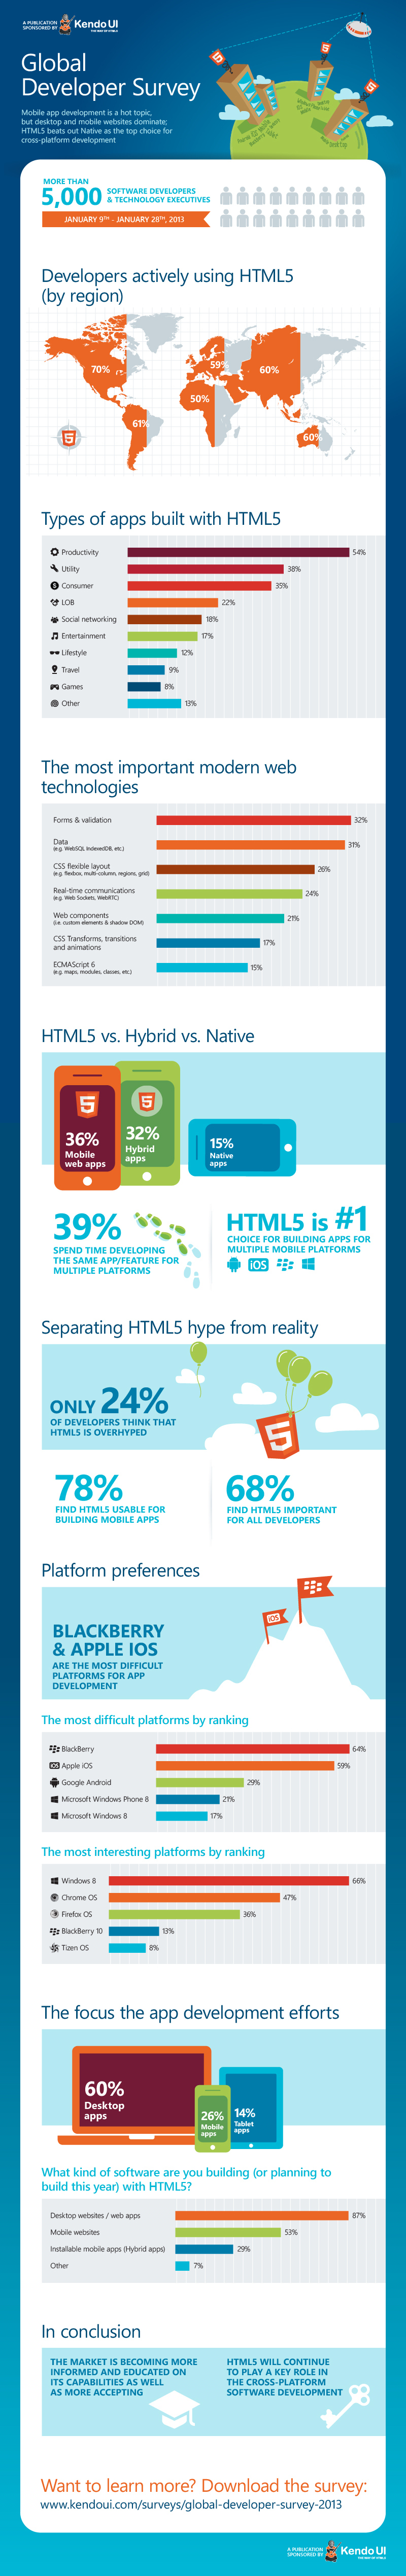 A PUBLICATION
SPONSORED BY
Kendo UI
THE WAY OF HTML5
Global
Developer Survey
Mobile app development is a hot topic,
but desktop and mobile websites dominate;
HTML5 beats out Native as the top choice for
cross-platform development
MORE THAN
5,000 SOFTWARE DEVELOPERS
& TECHNOLOGY EXECUTIVES
JANUARY 9TH - JANUARY 28TH, 2013
Developers actively using HTML5
(by region)
70%
59%
60%
50%
61%
60%
Types of apps built with HTML5
Productivity 54%
Utility 38%
Consumer 35%
LOB 22%
Social networking 18%
Entertainment 17%
Lifestyle 12%
Travel 9%
Games 8%
Other 13%
The most important modern web
technologies
Forms & validation 32%
Data 31%
(e.g. WebSQL, IndexedDB, etc.)
CSS flexible layout 26%
(e.g. flexbox, multi-column, regions, grid)
Real-time communications 24%
(e.g. Web Sockets, WebRTC)
Web components 21%
(i.e. custom elements & shadow DOM)
CSS Transforms, transitions 17%
and animations
ECMAScript 6 15%
(e.g. maps, modules, classes, etc.)
HTML5 vs. Hybrid vs. Native
36%
Mobile
web apps
32%
Hybrid
apps
15%
Native
apps
39%
SPEND TIME DEVELOPING
THE SAME APP/FEATURE FOR
MULTIPLE PLATFORMS
HTML5 is #1
CHOICE FOR BUILDING APPS FOR
MULTIPLE MOBILE PLATFORMS
iOS
Separating HTML5 hype from reality
ONLY 24%
OF DEVELOPERS THINK THAT
HTML5 IS OVERHYPED
78%
FIND HTML5 USABLE FOR
BUILDING MOBILE APPS
68%
FIND HTML5 IMPORTANT
FOR ALL DEVELOPERS
Platform preferences
iOS
BLACKBERRY
& APPLE IOS
ARE THE MOST DIFFICULT
PLATFORMS FOR APP
DEVELOPMENT
The most difficult platforms by ranking
BlackBerry 64%
Apple iOS 59%
Google Android 29%
Microsoft Windows Phone 8 21%
Microsoft Windows 8 17%
The most interesting platforms by ranking
Windows 8 66%
Chrome OS 47%
Firefox OS 36%
BlackBerry 10 13%
Tizen OS 8%
The focus the app development efforts
60%
Desktop
apps
26%
Mobile
apps
14%
Tablet
apps
What kind of software are you building (or planning to
build this year) with HTML5?
Desktop websites / web apps 87%
Mobile websites 53%
Installable mobile apps (Hybrid apps) 29%
Other 7%
In conclusion
THE MARKET IS BECOMING MORE
INFORMED AND EDUCATED ON
ITS CAPABILITIES AS WELL
AS MORE ACCEPTING
HTML5 WILL CONTINUE
TO PLAY A KEY ROLE IN
THE CROSS-PLATFORM
SOFTWARE DEVELOPMENT
Want to learn more? Download the survey:
www.kendoui.com/surveys/global-developer-survey-2013
A PUBLICATION
SPONSORED BY
Kendo UI
THE WAY OF HTML5